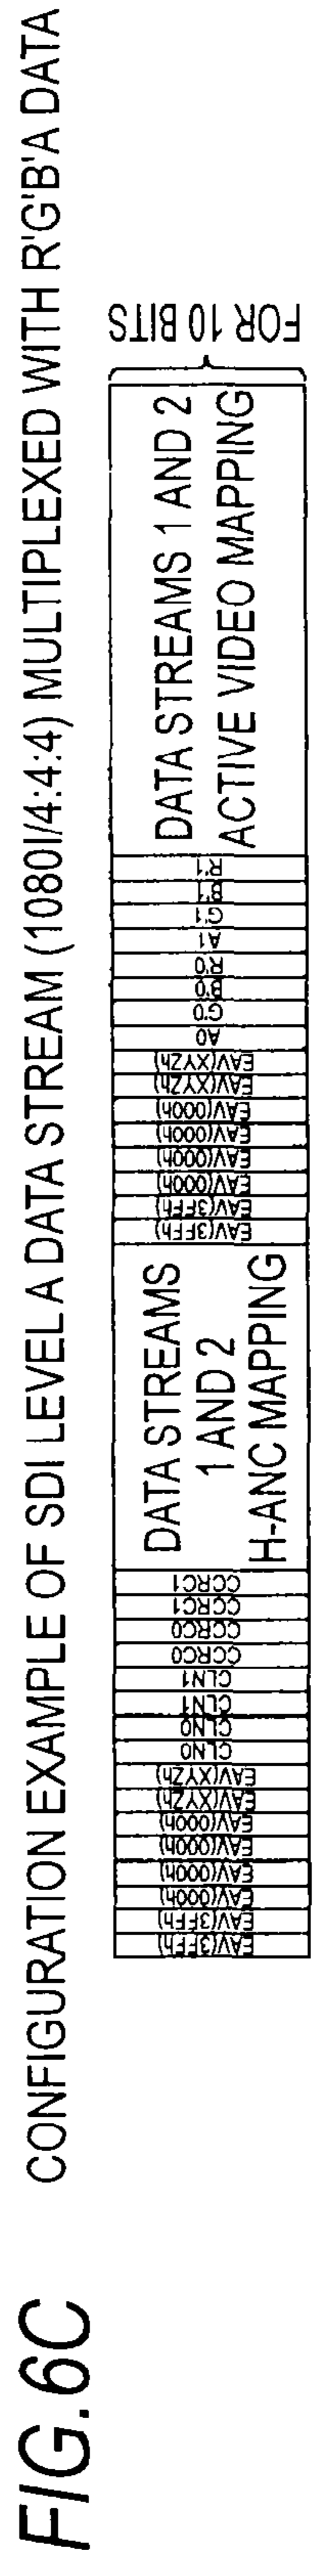 FIG.6C
CONFIGURATION EXAMPLE OF SDI LEVEL A DATA STREAM (1080I/4:4:4) MULTIPLEXED WITH R'G'B'A DATA
EAV(3FFh)
EAV(3FFh)
EAV(000h)
EAV(000h)
EAV(000h)
EAV(000h)
EAV(XYZh)
EAV(XYZh)
CLN0
CLN0
CLN1
CLN1
CCRC0
CCRC0
CCRC1
CCRC1
DATA STREAMS
1 AND 2
H-ANC MAPPING
EAV(3FFh)
EAV(3FFh)
EAV(000h)
EAV(000h)
EAV(000h)
EAV(000h)
EAV(XYZh)
EAV(XYZh)
A0
G'0
B'0
R'0
A1
G'1
B'1
R'1
DATA STREAMS 1 AND 2
ACTIVE VIDEO MAPPING
FOR 10 BITS